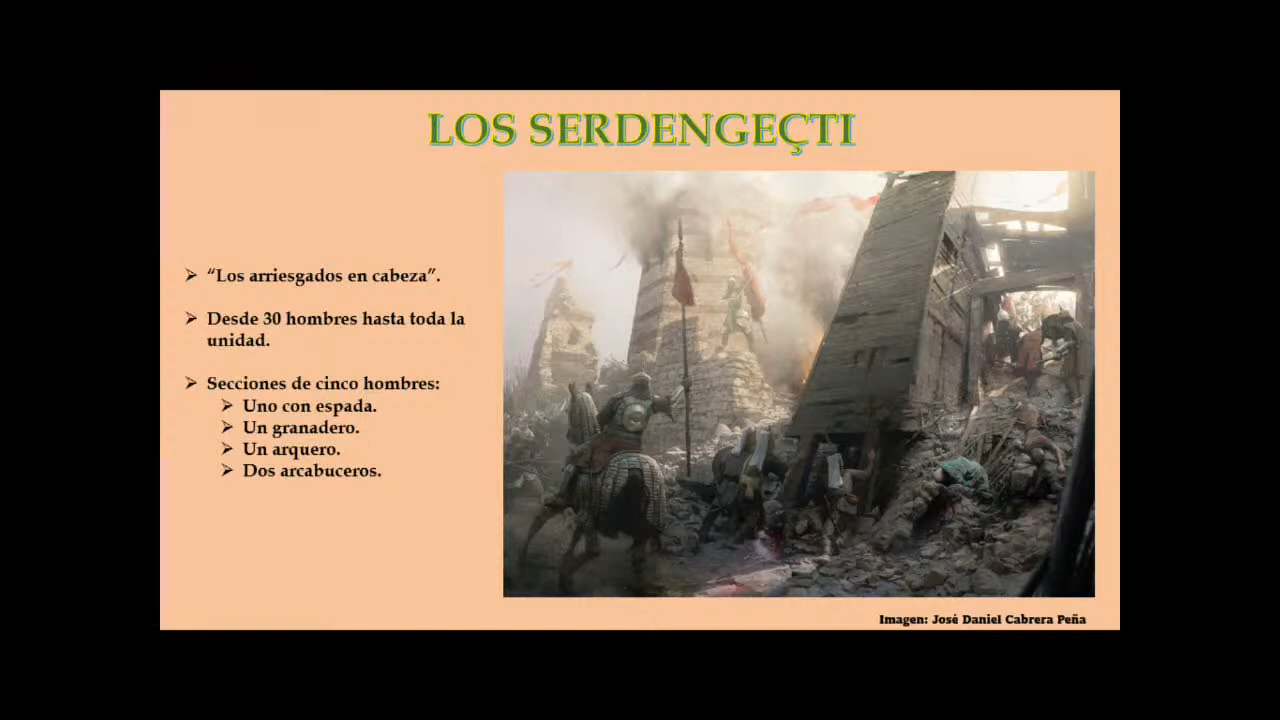 LOS SERDENGEÇTI
➢ “Los arriesgados en cabeza”.
➢ Desde 30 hombres hasta toda la
unidad.
➢ Secciones de cinco hombres:
➢ Uno con espada.
➢ Un granadero.
➢ Un arquero.
➢ Dos arcabuceros.
Imagen: José Daniel Cabrera Peña